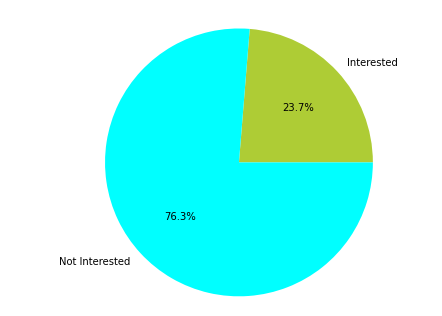 Interested
23.7%
76.3%
Not Interested